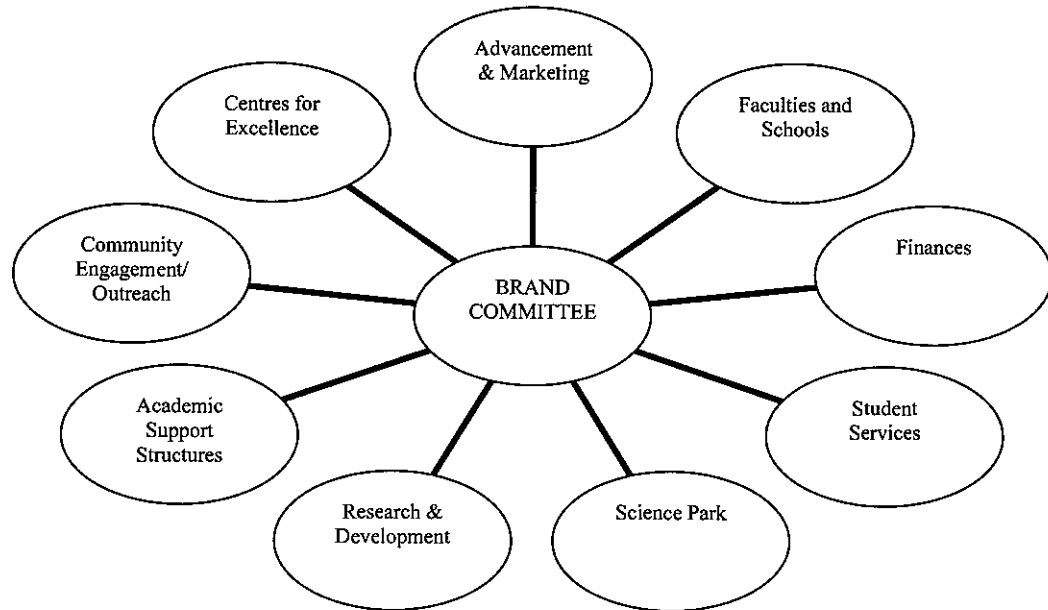 Advancement
& Marketing
Centres for
Excellence
Faculties and
Schools
Community
Engagement/
Outreach
Finances
BRAND
COMMITTEE
Academic
Support
Structures
Student
Services
Research &
Development
Science Park